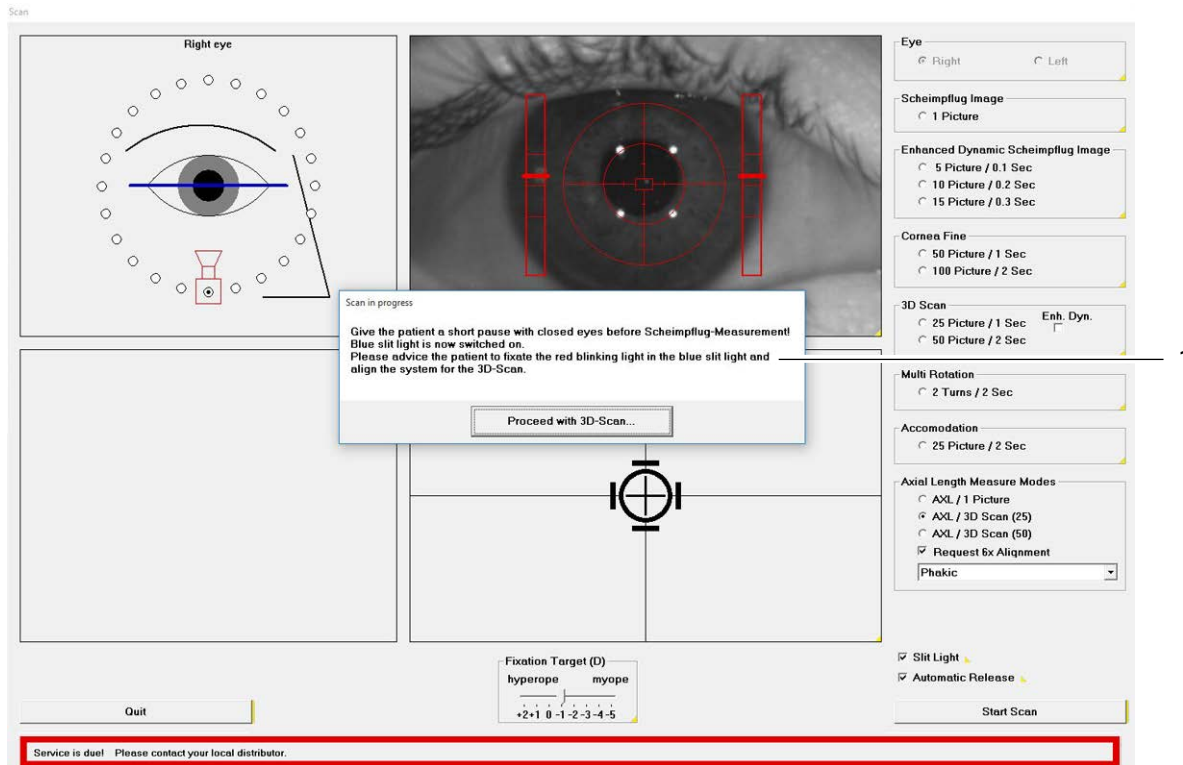 Scan
Right eye
Scan in progress
Give the patient a short pause with closed eyes before Scheimpflug-Measurement!
Blue slit light is now switched on.
Please advice the patient to fixate the red blinking light in the blue slit light and
align the system for the 3D-Scan.
Proceed with 3D-Scan...
Eye
Right Left
Scheimpflug Image
1 Picture
Enhanced Dynamic Scheimpflug Image
5 Picture / 0.1 Sec
10 Picture / 0.2 Sec
15 Picture / 0.3 Sec
Cornea Fine
50 Picture / 1 Sec
100 Picture / 2 Sec
3D Scan
25 Picture / 1 Sec Enh. Dyn.
50 Picture / 2 Sec
Multi Rotation
2 Turns / 2 Sec
Accomodation
25 Picture / 2 Sec
Axial Length Measure Modes
AXL / 1 Picture
AXL / 3D Scan (25)
AXL / 3D Scan (50)
Request 6x Alignment
Phakic
Slit Light
Automatic Release
Start Scan
Fixation Target (D)
hyperope myope
+2+1 0 -1 -2 -3 -4 -5
Quit
Service is due! Please contact your local distributor.